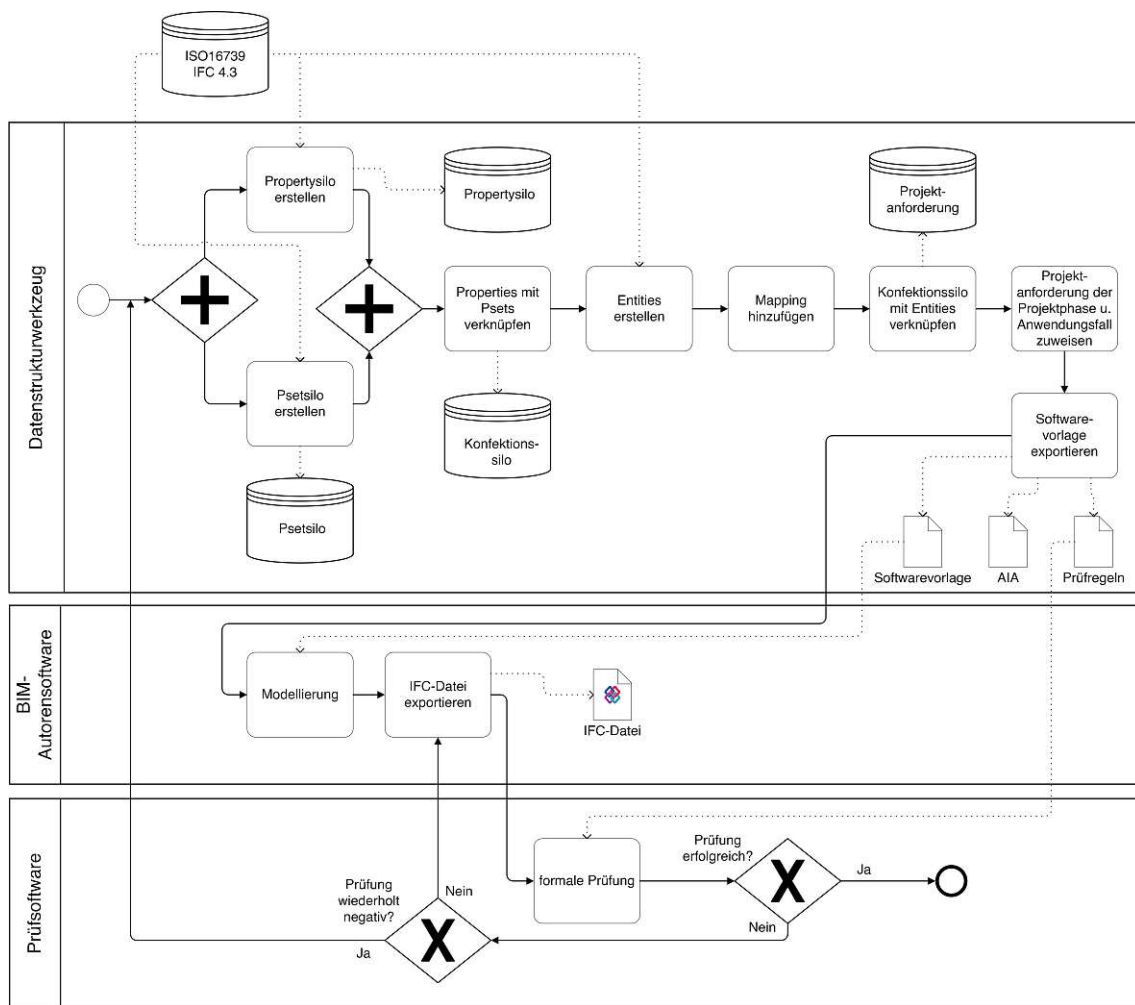 ISO16739
IFC 4.3
Datenstrukturwerkzeug
Propertysilo
erstellen
Propertysilo
Projekt-
anforderung
Properties mit
Psets
verknüpfen
Entities
erstellen
Mapping
hinzufügen
Konfektionssilo
mit Entities
verknüpfen
Projekt-
anforderung der
Projektphase u.
Anwendungsfall
zuweisen
Psetsilo
erstellen
Konfektions-
silo
Software-
vorlage
exportieren
Psetsilo
Softwarevorlage
AIA
Prüfregeln
BIM-
Autorensoftware
Modellierung
IFC-Datei
exportieren
IFC-Datei
Prüfsoftware
Prüfung
wiederholt
negativ?
Nein
Ja
formale Prüfung
Prüfung
erfolgreich?
Ja
Nein